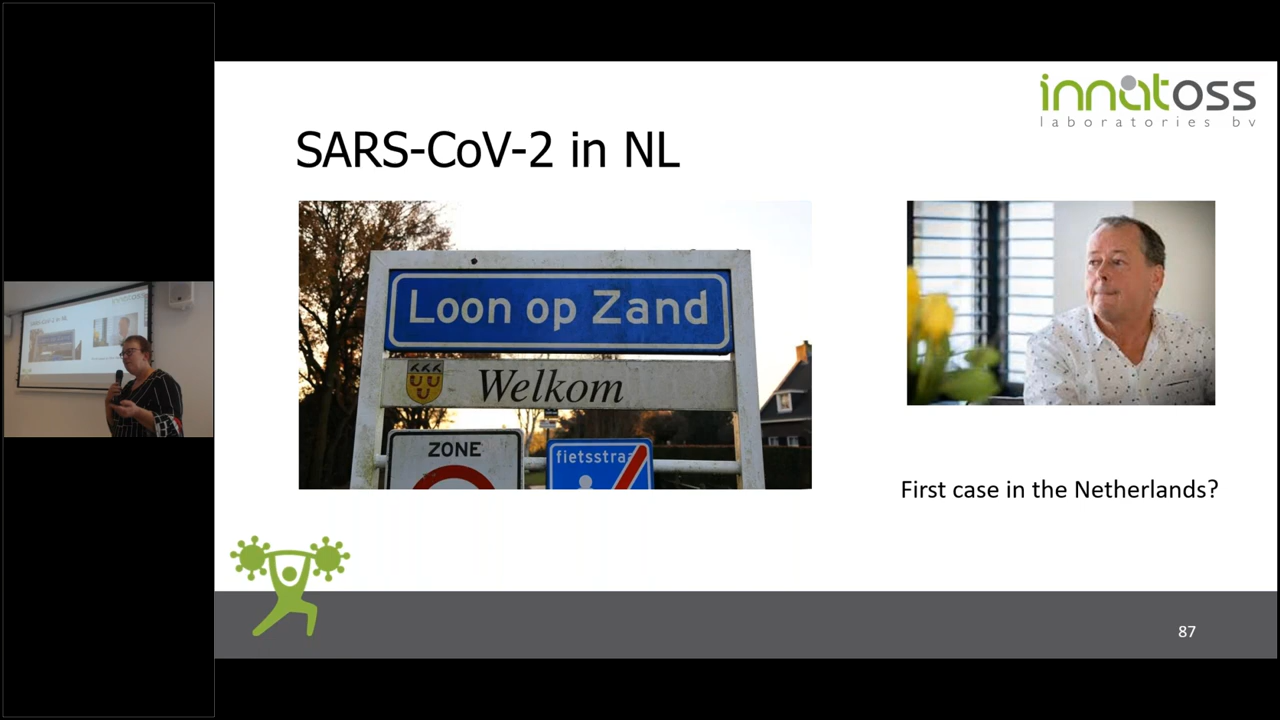 innatoss
laboratories bv
SARS-CoV-2 in NL
Loon op Zand
Welkom
ZONE
fietsstraa
First case in the Netherlands?
87